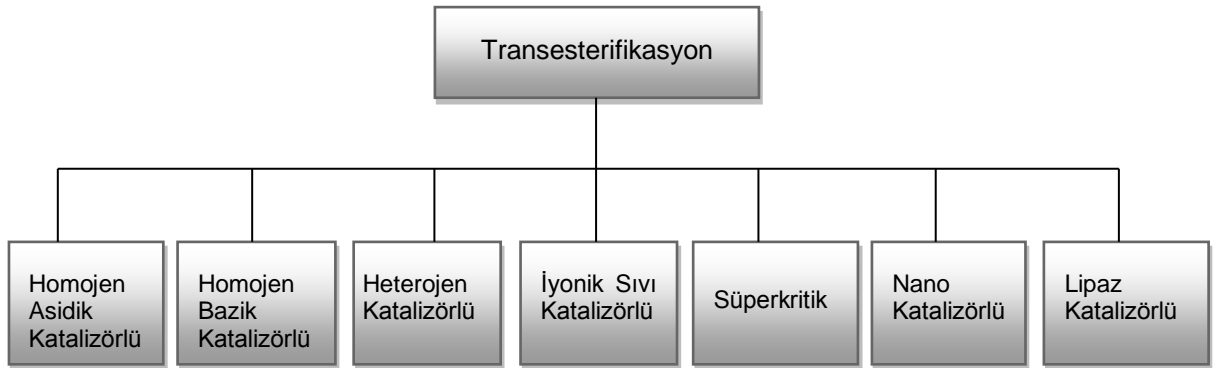 Transesterifikasyon
Homojen
Asidik
Katalizörlü
Homojen
Bazik
Katalizörlü
Heterojen
Katalizörlü
İyonik Sıvı
Katalizörlü
Süperkritik
Nano
Katalizörlü
Lipaz
Katalizörlü